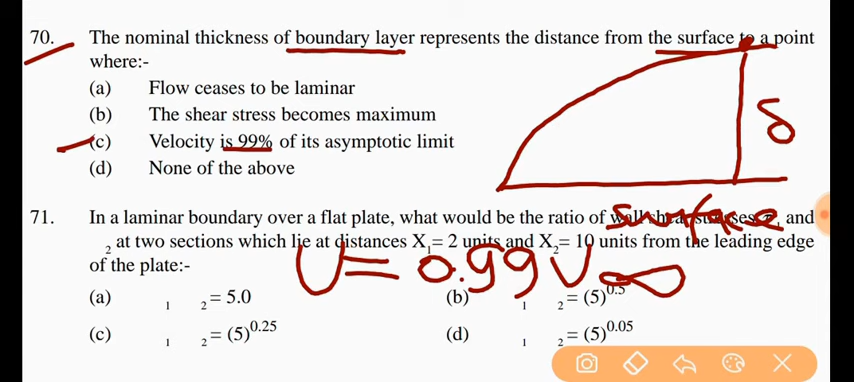 70. The nominal thickness of boundary layer represents the distance from the surface to a point
where:-
(a) Flow ceases to be laminar
(b) The shear stress becomes maximum
(c) Velocity is 99% of its asymptotic limit
(d) None of the above
δ
surface
71. In a laminar boundary over a flat plate, what would be the ratio of wall shear stresses 1 and
2 at two sections which lie at distances X1= 2 units and X2= 10 units from the leading edge
of the plate:-
U = 0.99 U∞
(a) 1 2 = 5.0 (b) 1 2 = (5)0.5
(c) 1 2 = (5)0.25 (d) 1 2 = (5)0.05